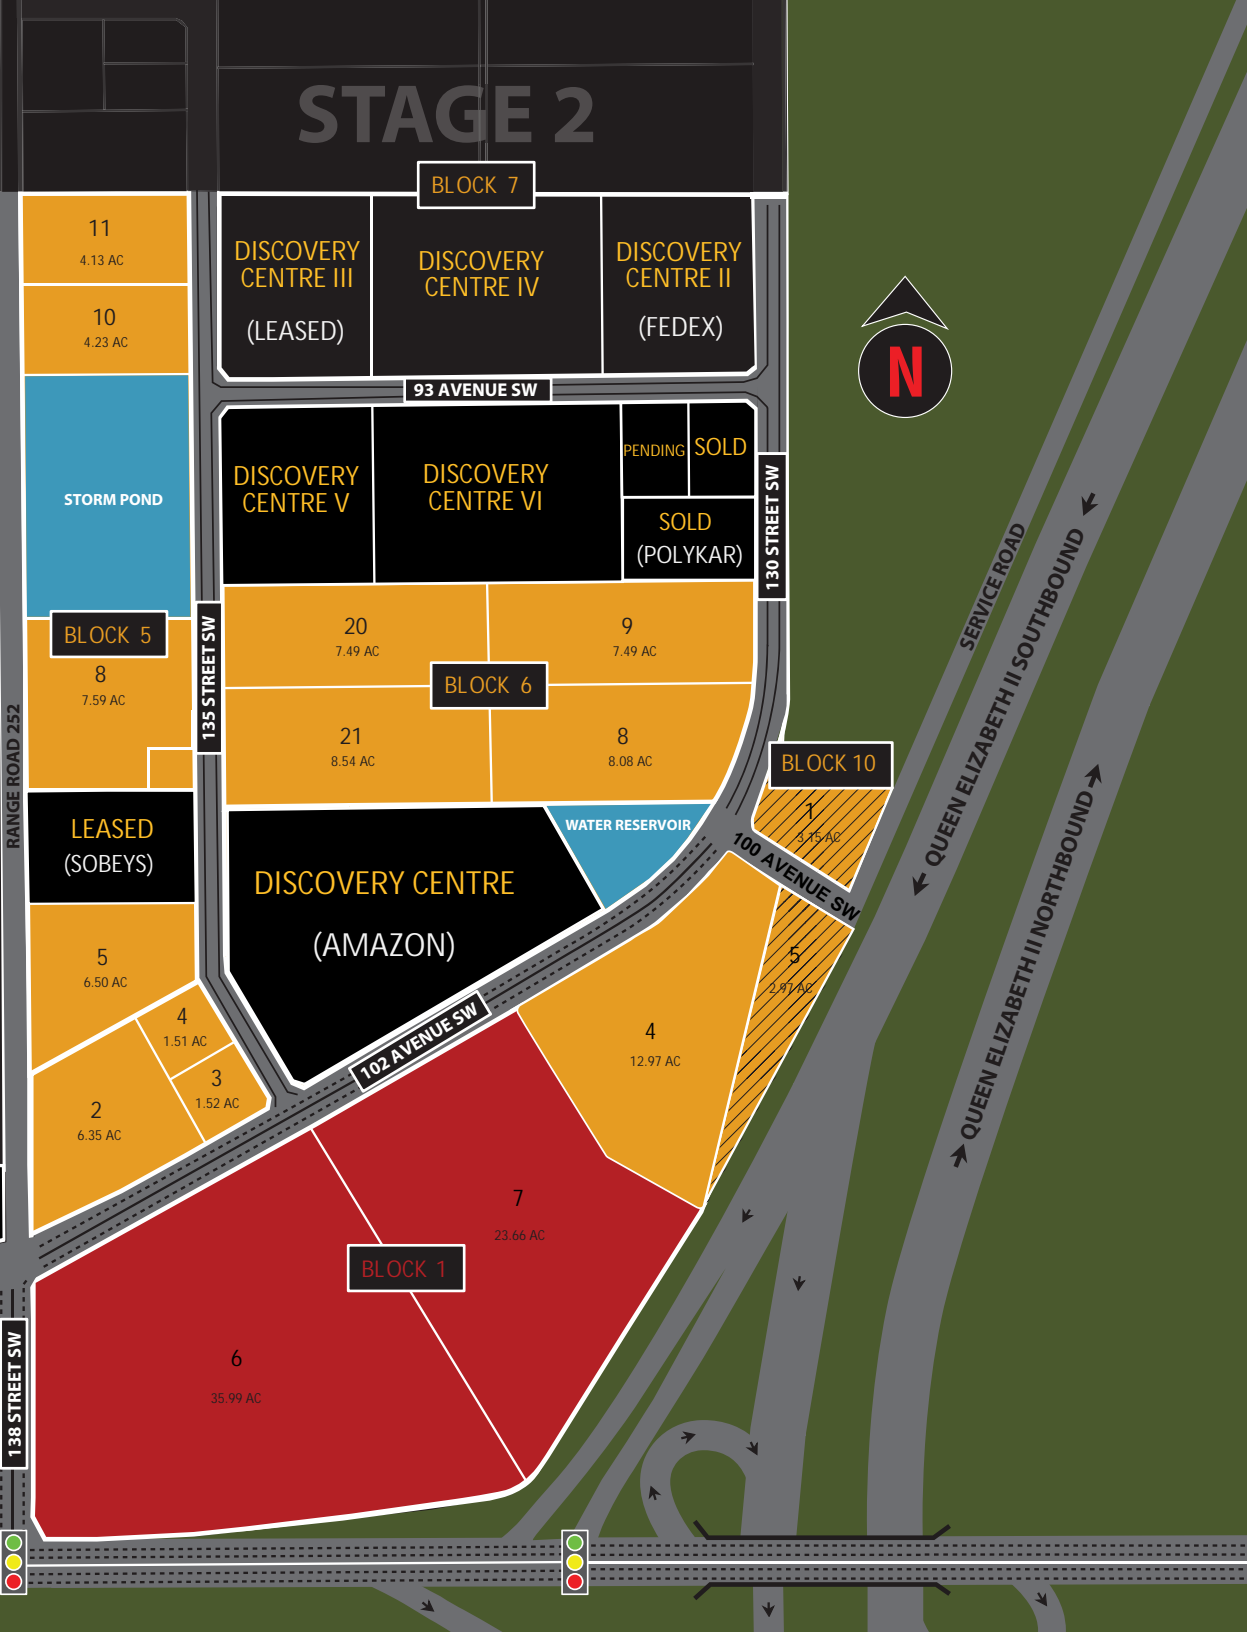 STAGE 2
BLOCK 7
11
4.13 AC
10
4.23 AC
DISCOVERY
CENTRE III
(LEASED)
DISCOVERY
CENTRE IV
DISCOVERY
CENTRE II
(FEDEX)
N
93 AVENUE SW
STORM POND
DISCOVERY
CENTRE V
DISCOVERY
CENTRE VI
PENDING
SOLD
SOLD
(POLYKAR)
130 STREET SW
SERVICE ROAD
QUEEN ELIZABETH II SOUTHBOUND
QUEEN ELIZABETH II NORTHBOUND
BLOCK 5
8
7.59 AC
135 STREET SW
RANGE ROAD 252
20
7.49 AC
9
7.49 AC
BLOCK 6
21
8.54 AC
8
8.08 AC
BLOCK 10
1
3.15 AC
100 AVENUE SW
WATER RESERVOIR
LEASED
(SOBEYS)
DISCOVERY CENTRE
(AMAZON)
5
6.50 AC
4
1.51 AC
3
1.52 AC
2
6.35 AC
102 AVENUE SW
5
2.97 AC
4
12.97 AC
7
23.66 AC
BLOCK 1
6
35.99 AC
138 STREET SW